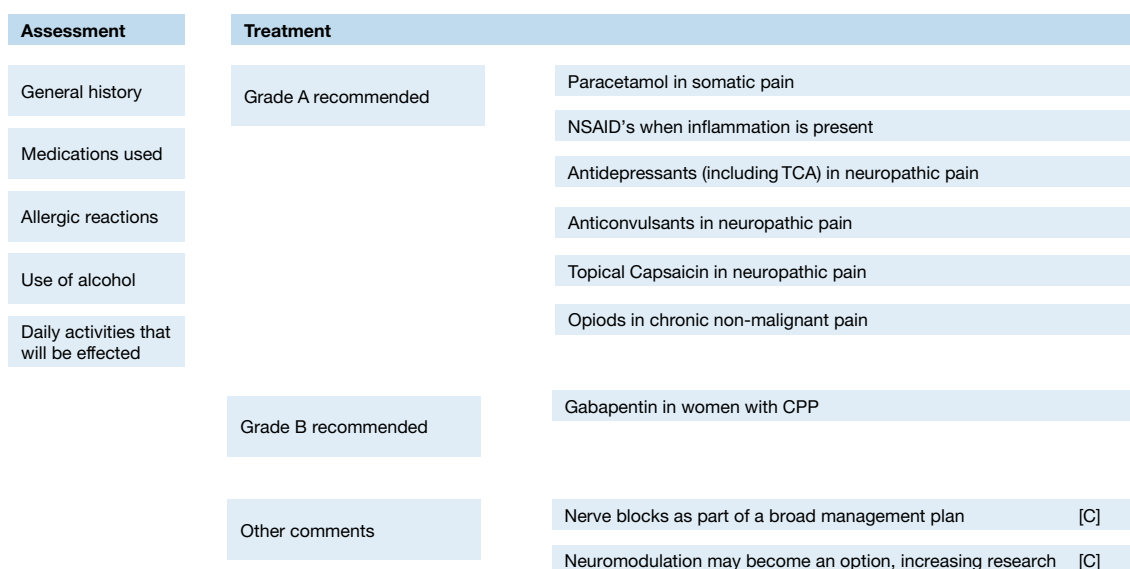 Assessment
Treatment
General history
Medications used
Allergic reactions
Use of alcohol
Daily activities that
will be effected
Grade A recommended
Paracetamol in somatic pain
NSAID's when inflammation is present
Antidepressants (including TCA) in neuropathic pain
Anticonvulsants in neuropathic pain
Topical Capsaicin in neuropathic pain
Opiods in chronic non-malignant pain
Grade B recommended
Gabapentin in women with CPP
Other comments
Nerve blocks as part of a broad management plan [C]
Neuromodulation may become an option, increasing research [C]